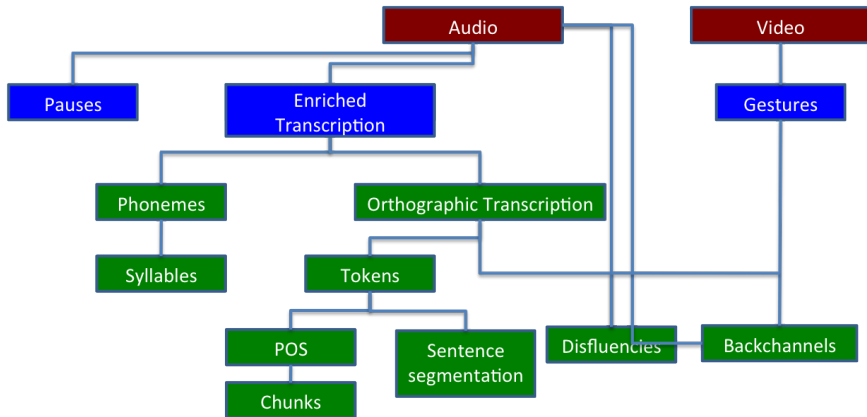 Audio
Video
Pauses
Enriched
Transcription
Gestures
Phonemes
Orthographic Transcription
Syllables
Tokens
POS
Sentence
segmentation
Disfluencies
Backchannels
Chunks